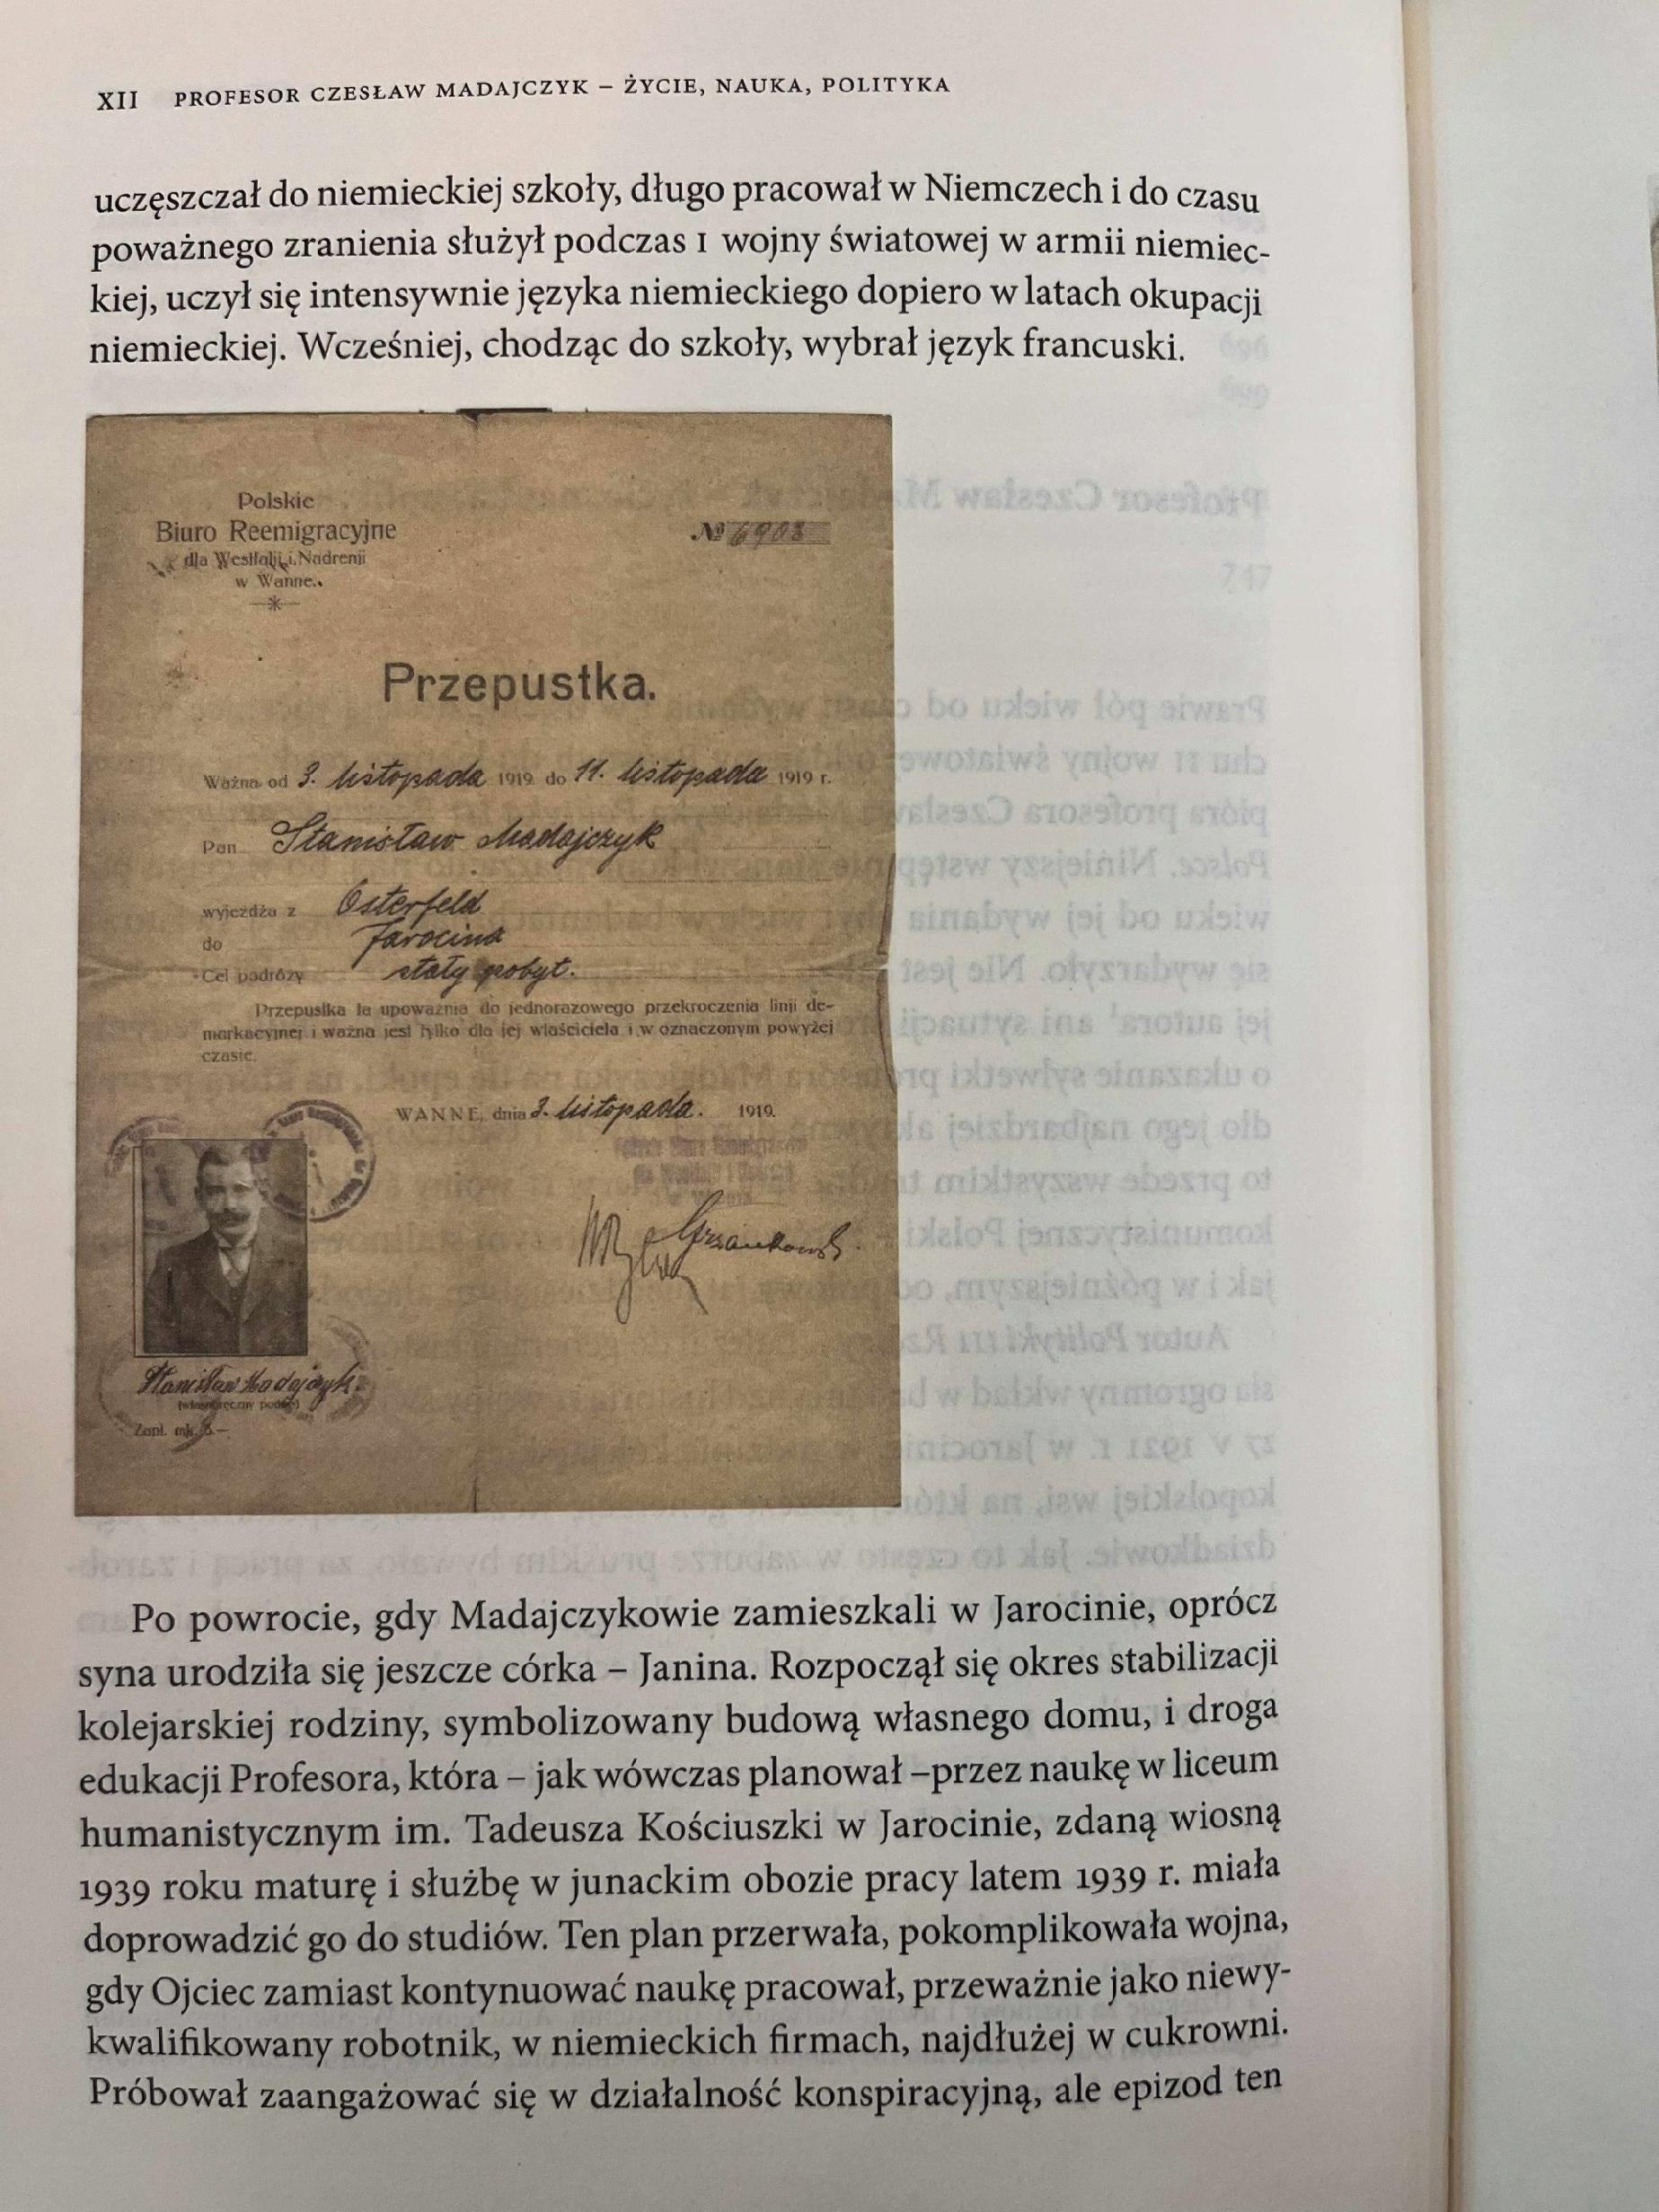 XII PROFESOR CZESŁAW MADAJCZYK – ŻYCIE, NAUKA, POLITYKA
uczęszczał do niemieckiej szkoły, długo pracował w Niemczech i do czasu
poważnego zranienia służył podczas I wojny światowej w armii niemiec-
kiej, uczył się intensywnie języka niemieckiego dopiero w latach okupacji
niemieckiej. Wcześniej, chodząc do szkoły, wybrał język francuski.
Polskie
Biuro Reemigracyjne
dla Westfalji i Nadrenji
w Wanne.
№ 6903
Przepustka.
Ważna od 3. listopada 1919 do 11. listopada 1919 r.
Pan Stanisław Madajczyk
wyjeżdża z Osterfeld
do Jarocina
Cel podróży stały pobyt.
Przepustka ta upoważnia do jednorazowego przekroczenia linji de-
markacyjnej i ważna jest tylko dla jej właściciela i w oznaczonym powyżej
czasie.
WANNE, dnia 3. listopada. 1919.
Stanisław Madajczyk.
(własnoręczny podpis)
Zapl. mk.
Po powrocie, gdy Madajczykowie zamieszkali w Jarocinie, oprócz
syna urodziła się jeszcze córka – Janina. Rozpoczął się okres stabilizacji
kolejarskiej rodziny, symbolizowany budową własnego domu, i droga
edukacji Profesora, która – jak wówczas planował –przez naukę w liceum
humanistycznym im. Tadeusza Kościuszki w Jarocinie, zdaną wiosną
1939 roku maturę i służbę w junackim obozie pracy latem 1939 r. miała
doprowadzić go do studiów. Ten plan przerwała, pokomplikowała wojna,
gdy Ojciec zamiast kontynuować naukę pracował, przeważnie jako niewy-
kwalifikowany robotnik, w niemieckich firmach, najdłużej w cukrowni.
Próbował zaangażować się w działalność konspiracyjną, ale epizod ten